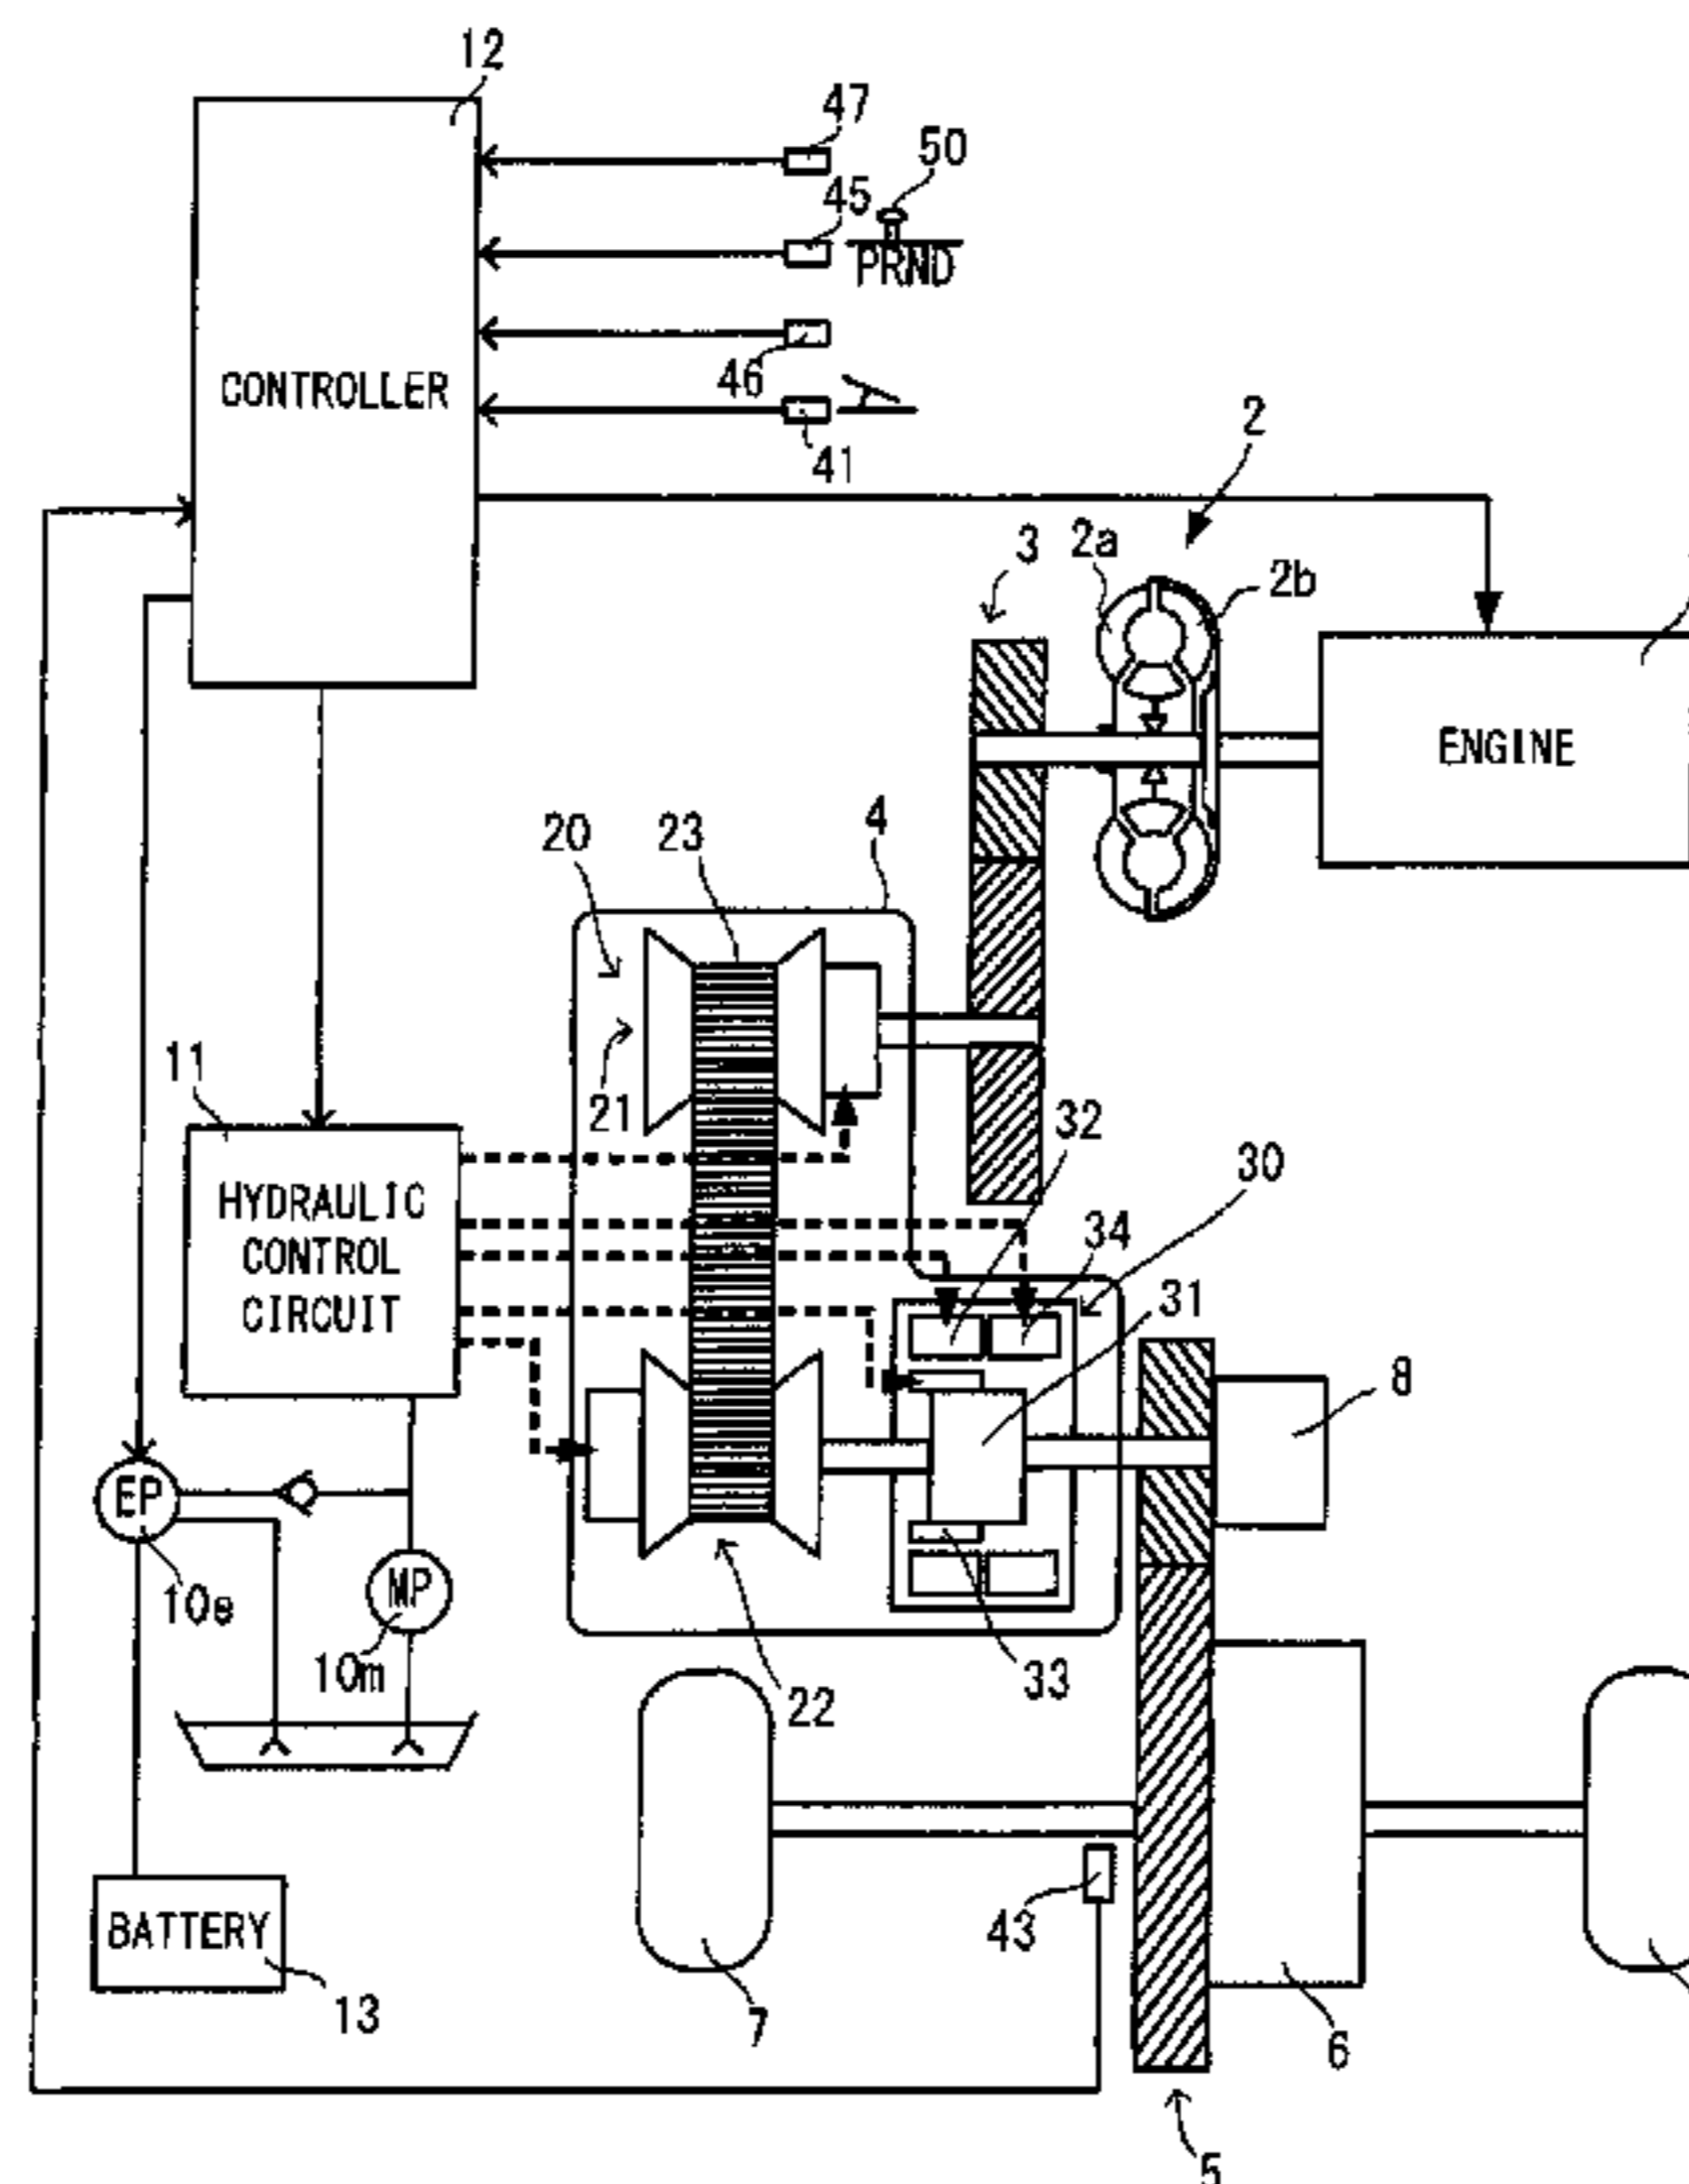 12
47
50
45
PRND
CONTROLLER
46
41
2
3
2a
2b
ENGINE
20
23
4
21
11
32
30
HYDRAULIC
CONTROL
CIRCUIT
34
31
8
EP
10e
MP
10m
33
22
BATTERY
13
43
7
6
5